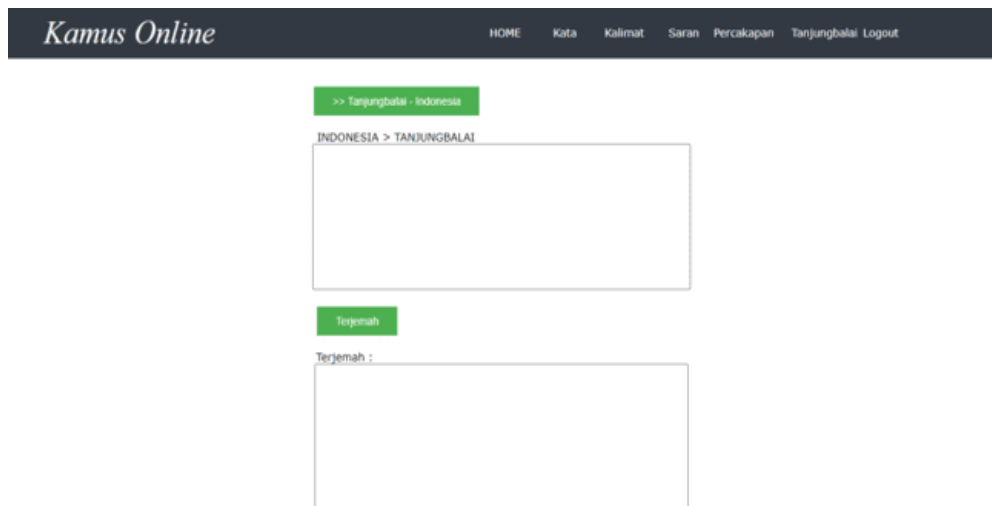 Kamus Online HOME Kata Kalimat Saran Percakapan Tanjungbalai Logout
>> Tanjungbalai - Indonesia
INDONESIA > TANJUNGBALAI
Terjemah
Terjemah :